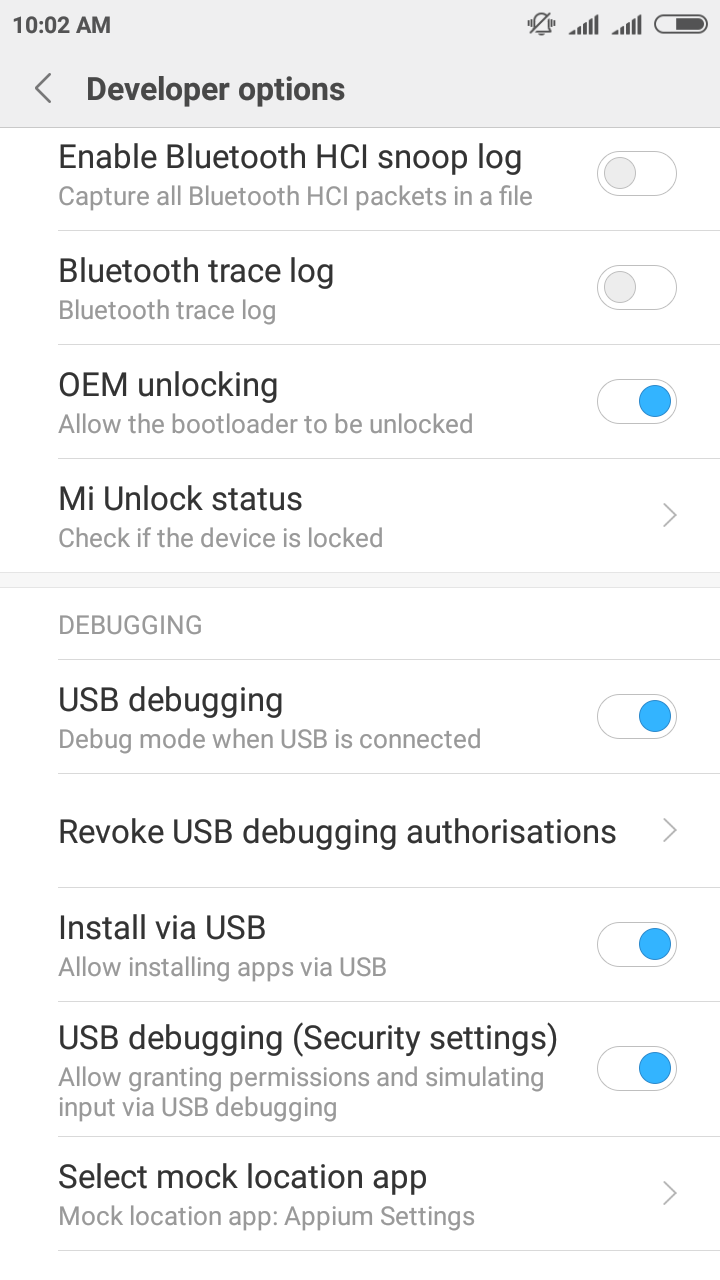 10:02 AM
Developer options
Enable Bluetooth HCI snoop log
Capture all Bluetooth HCI packets in a file
Bluetooth trace log
Bluetooth trace log
OEM unlocking
Allow the bootloader to be unlocked
Mi Unlock status
Check if the device is locked
DEBUGGING
USB debugging
Debug mode when USB is connected
Revoke USB debugging authorisations
Install via USB
Allow installing apps via USB
USB debugging (Security settings)
Allow granting permissions and simulating
input via USB debugging
Select mock location app
Mock location app: Appium Settings